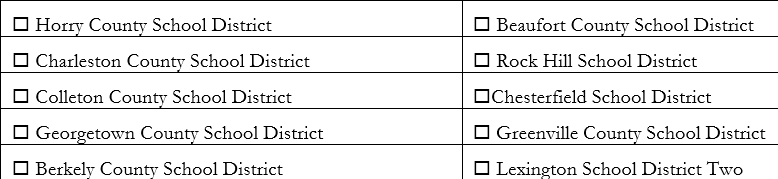 ☐ Horry County School District
☐ Beaufort County School District
☐ Charleston County School District
☐ Rock Hill School District
☐ Colleton County School District
☐Chesterfield School District
☐ Georgetown County School District
☐ Greenville County School District
☐ Berkely County School District
☐ Lexington School District Two